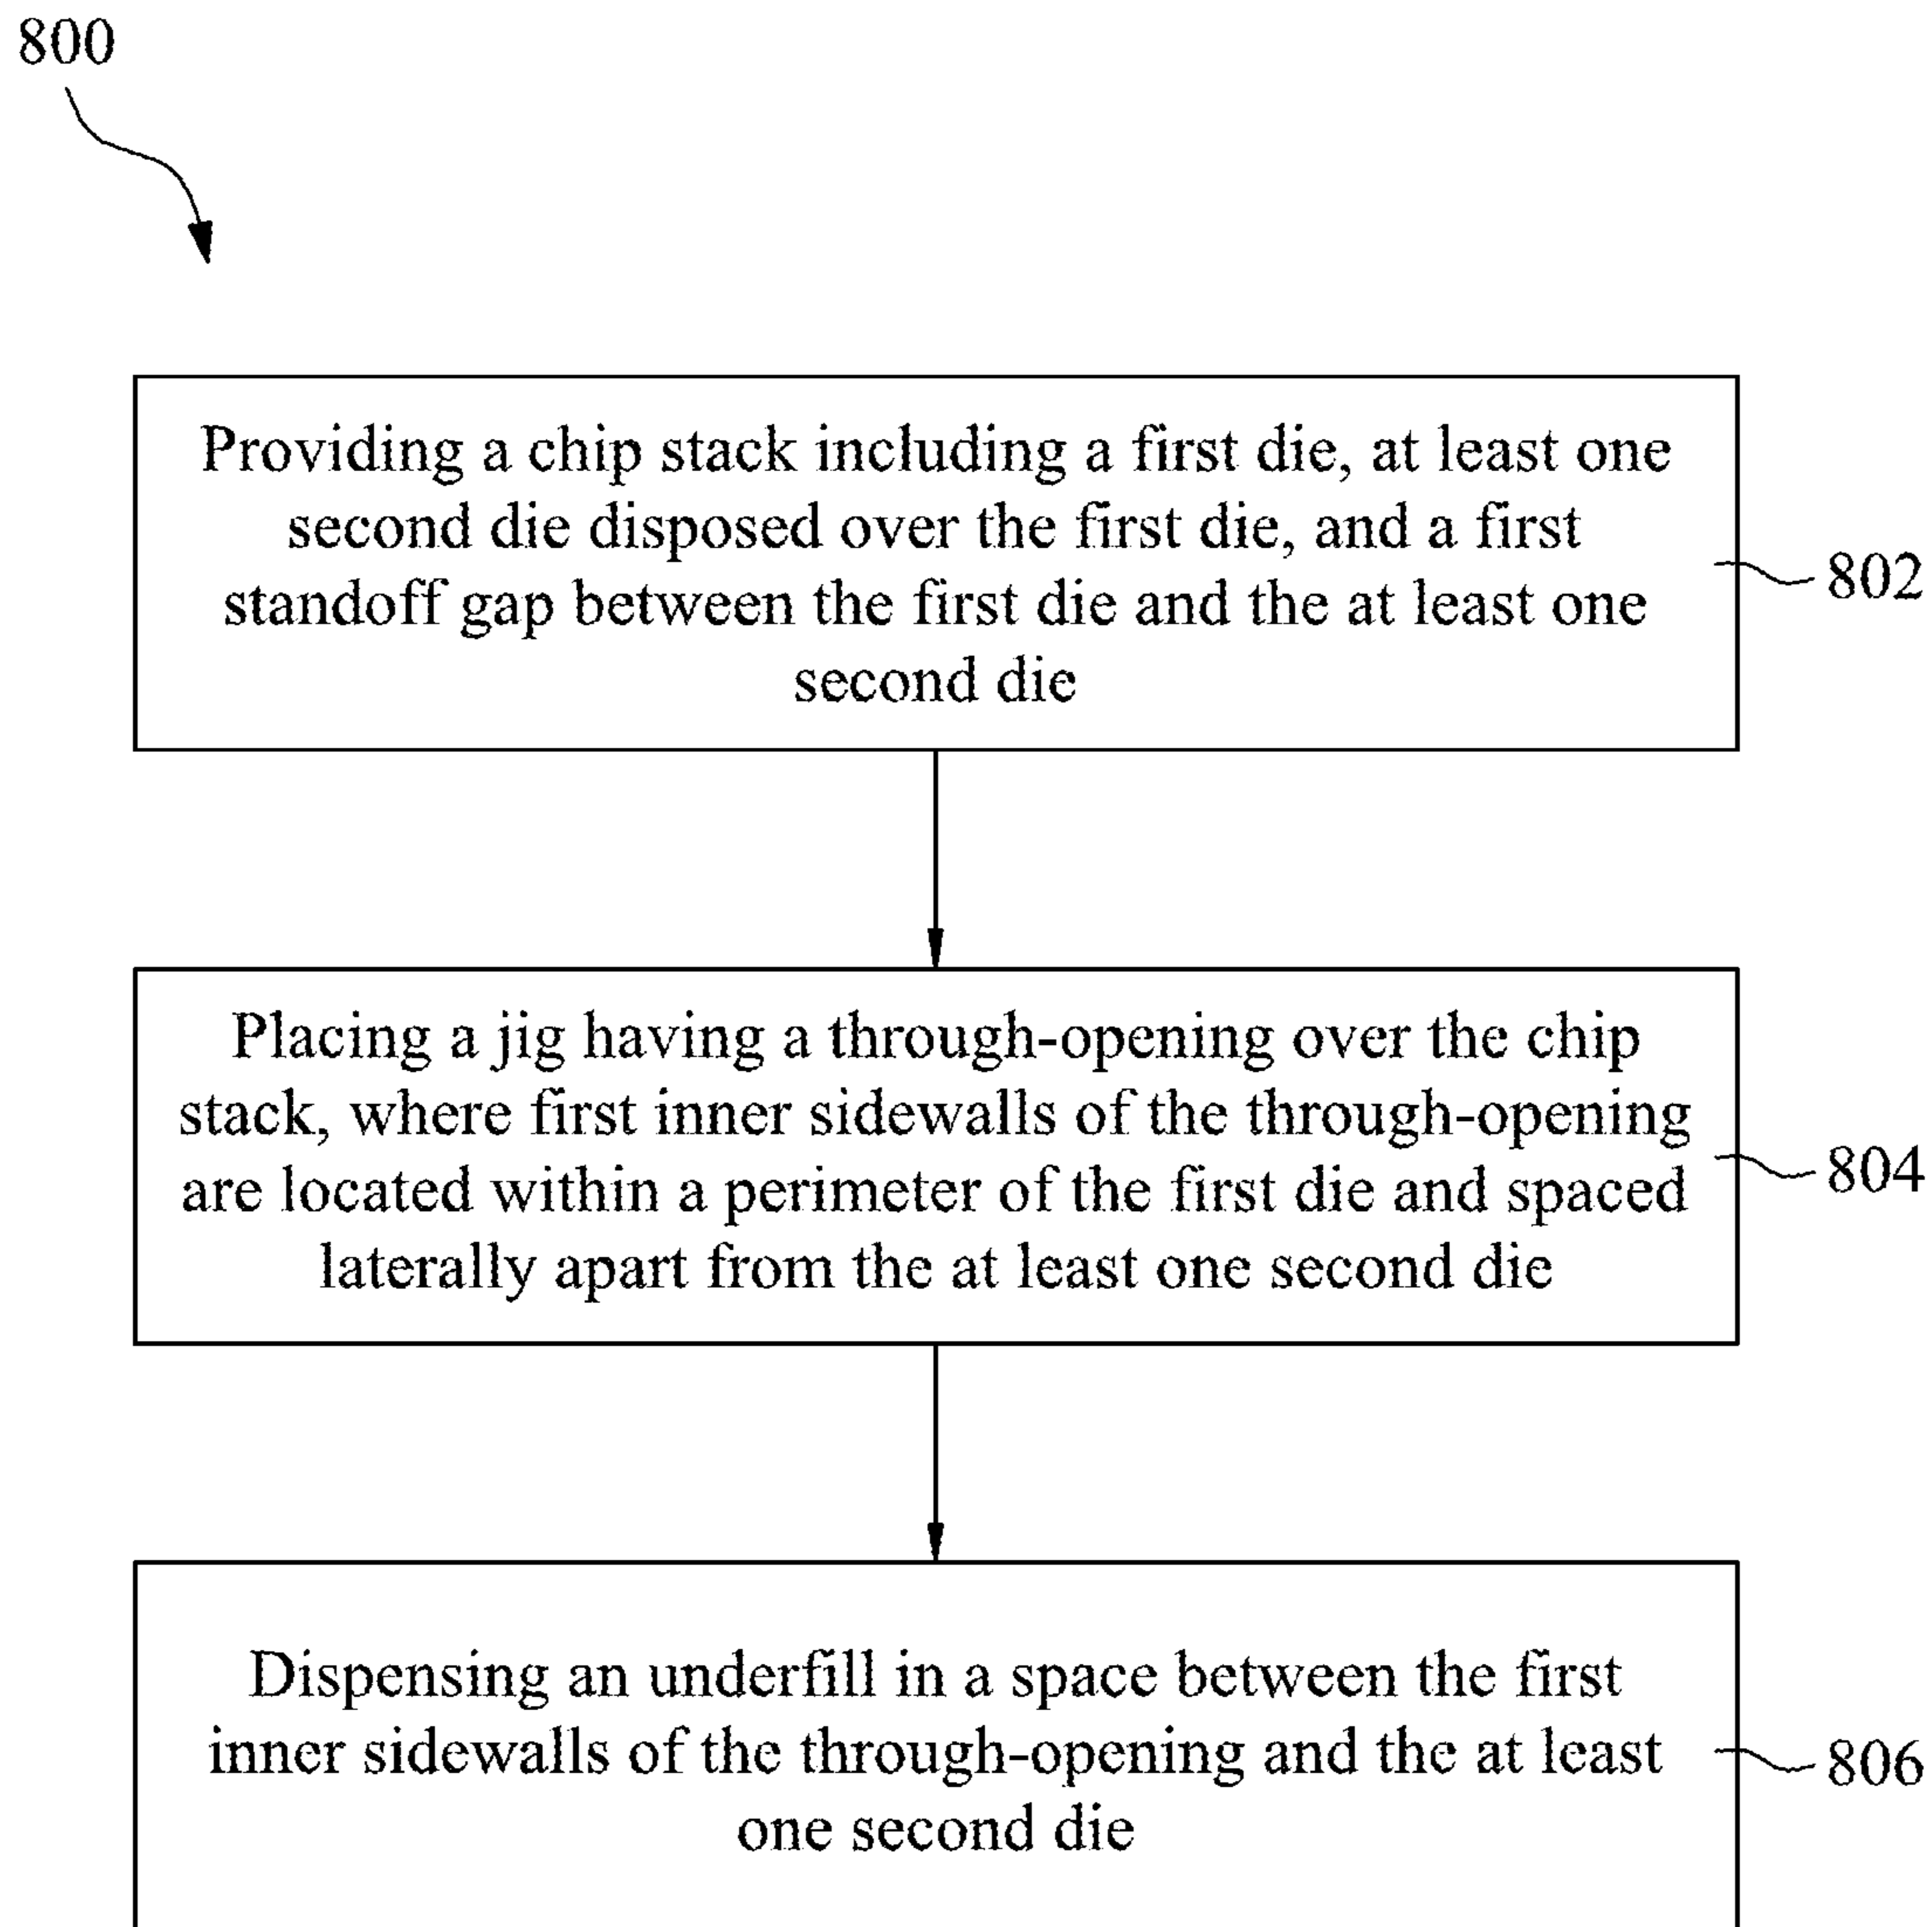 800
Providing a chip stack including a first die, at least one
second die disposed over the first die, and a first
standoff gap between the first die and the at least one
second die
802
Placing a jig having a through-opening over the chip
stack, where first inner sidewalls of the through-opening
are located within a perimeter of the first die and spaced
laterally apart from the at least one second die
804
Dispensing an underfill in a space between the first
inner sidewalls of the through-opening and the at least
one second die
806